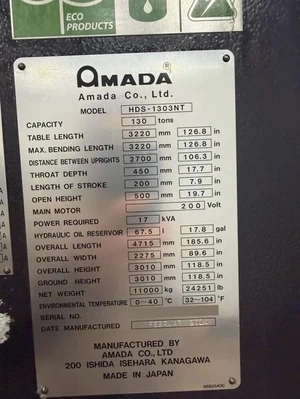 ECO
PRODUCTS
AMADA®
Amada Co., Ltd.
MODEL HDS-1303NT
CAPACITY 130 tons
TABLE LENGTH 3220 mm 126.8 in
MAX. BENDING LENGTH 3220 mm 126.8 in
DISTANCE BETWEEN UPRIGHTS 2700 mm 106.3 in
THROAT DEPTH 450 mm 17.7 in
LENGTH OF STROKE 200 mm 7.9 in
OPEN HEIGHT 500 mm 19.7 in
MAIN MOTOR 200 Volt
POWER REQUIRED 17 kVA
HYDRAULIC OIL RESERVOIR 67.5 l 17.8 gal
OVERALL LENGTH 4715 mm 185.6 in
OVERALL WIDTH 2275 mm 89.6 in
OVERALL HEIGHT 3010 mm 118.5 in
GROUND HEIGHT 3010 mm 118.5 in
NET WEIGHT 11000 kg 24251 lb
ENVIRONMENTAL TEMPERATURE 0~40 °C 32~104 °F
SERIAL NO.
DATE MANUFACTURED
MANUFACTURED BY
AMADA CO., LTD
200 ISHIDA ISEHARA KANAGAWA
MADE IN JAPAN